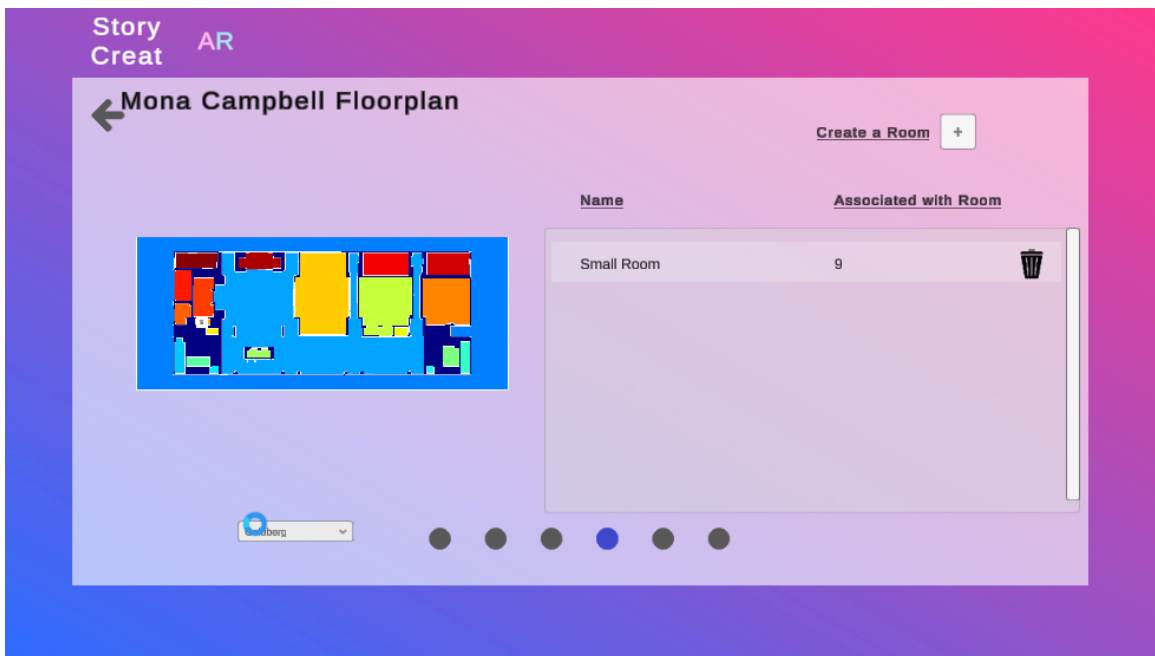 Story
Creat
AR
Mona Campbell Floorplan
Create a Room +
Name Associated with Room
Small Room 9